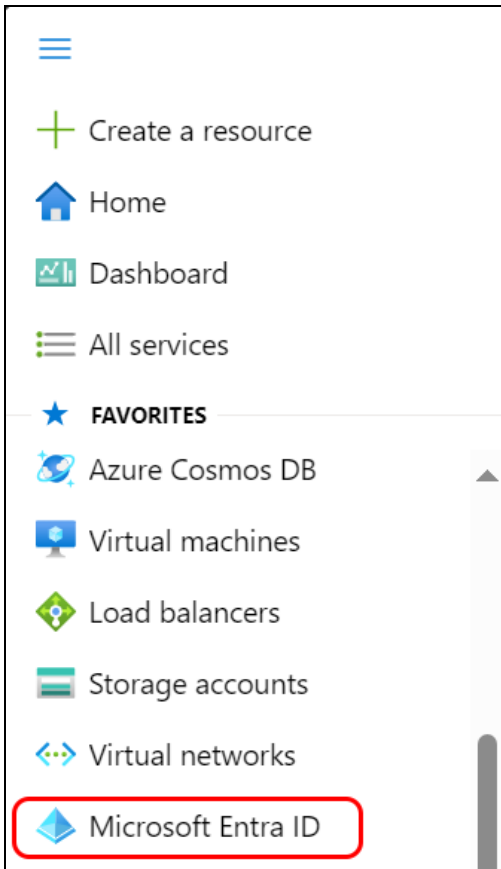 Create a resource
Home
Dashboard
All services
FAVORITES
Azure Cosmos DB
Virtual machines
Load balancers
Storage accounts
Virtual networks
Microsoft Entra ID